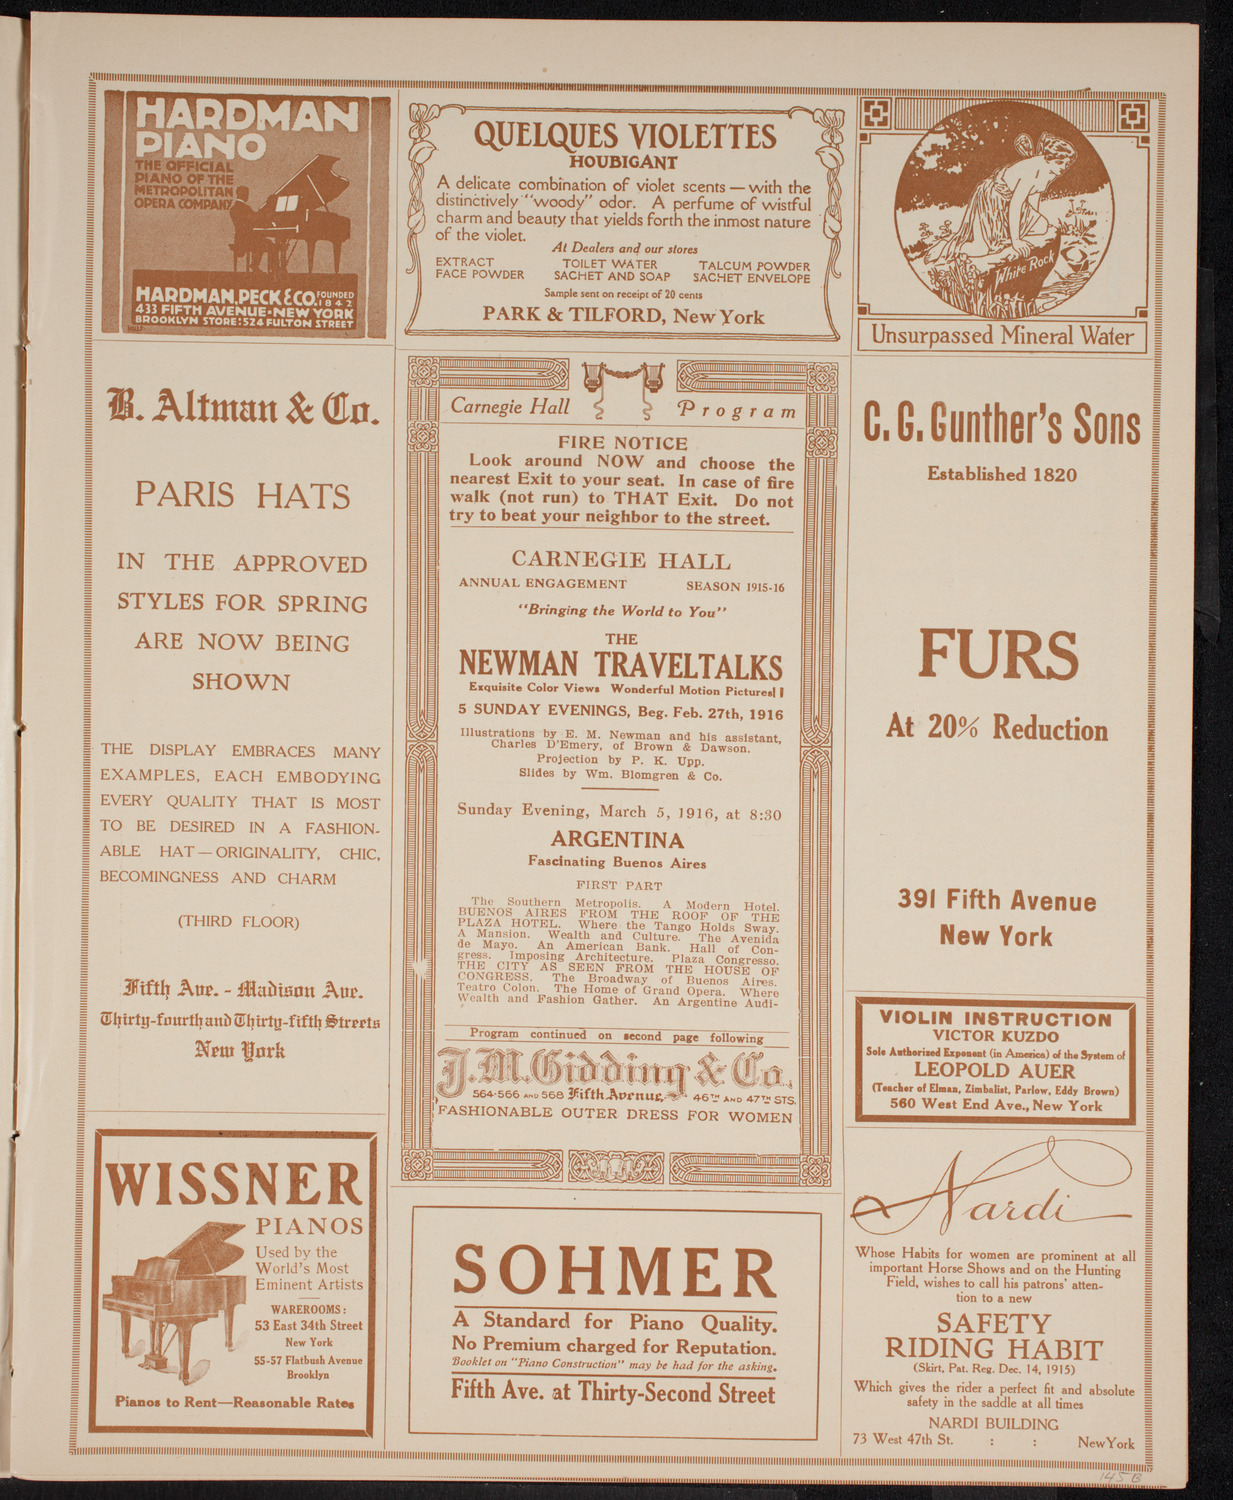 HARDMAN
PIANO
THE OFFICIAL
PIANO OF THE
METROPOLITAN
OPERA COMPANY
HARDMAN, PECK & CO. FOUNDED 1842
433 FIFTH AVENUE·NEW YORK
BROOKLYN STORE: 524 FULTON STREET
B. Altman & Co.
PARIS HATS
IN THE APPROVED
STYLES FOR SPRING
ARE NOW BEING
SHOWN
THE DISPLAY EMBRACES MANY
EXAMPLES, EACH EMBODYING
EVERY QUALITY THAT IS MOST
TO BE DESIRED IN A FASHION-
ABLE HAT—ORIGINALITY, CHIC,
BECOMINGNESS AND CHARM
(THIRD FLOOR)
Fifth Ave. - Madison Ave.
Thirty-fourth and Thirty-fifth Streets
New York
WISSNER
PIANOS
Used by the
World's Most
Eminent Artists
WAREROOMS:
53 East 34th Street
New York
55-57 Flatbush Avenue
Brooklyn
Pianos to Rent—Reasonable Rates
QUELQUES VIOLETTES
HOUBIGANT
A delicate combination of violet scents—with the
distinctively "woody" odor. A perfume of wistful
charm and beauty that yields forth the inmost nature
of the violet.
At Dealers and our stores
EXTRACT TOILET WATER TALCUM POWDER
FACE POWDER SACHET AND SOAP SACHET ENVELOPE
Sample sent on receipt of 20 cents
PARK & TILFORD, New York
Carnegie Hall Program
FIRE NOTICE
Look around NOW and choose the
nearest Exit to your seat. In case of fire
walk (not run) to THAT Exit. Do not
try to beat your neighbor to the street.
CARNEGIE HALL
ANNUAL ENGAGEMENT SEASON 1915-16
"Bringing the World to You"
THE
NEWMAN TRAVELTALKS
Exquisite Color Views Wonderful Motion Pictures!!
5 SUNDAY EVENINGS, Beg. Feb. 27th, 1916
Illustrations by E. M. Newman and his assistant,
Charles D'Emery, of Brown & Dawson.
Projection by P. K. Upp.
Slides by Wm. Blomgren & Co.
Sunday Evening, March 5, 1916, at 8:30
ARGENTINA
Fascinating Buenos Aires
FIRST PART
The Southern Metropolis. A Modern Hotel.
BUENOS AIRES FROM THE ROOF OF THE
PLAZA HOTEL. Where the Tango Holds Sway.
A Mansion. Wealth and Culture. The Avenida
de Mayo. An American Bank. Hall of Con-
gress. Imposing Architecture. Plaza Congresso.
THE CITY AS SEEN FROM THE HOUSE OF
CONGRESS. The Broadway of Buenos Aires.
Teatro Colon. The Home of Grand Opera. Where
Wealth and Fashion Gather. An Argentine Audi-
Program continued on second page following
J. M. Gidding & Co.
564-566 AND 568 Fifth Avenue, 46TH AND 47TH STS.
FASHIONABLE OUTER DRESS FOR WOMEN
SOHMER
A Standard for Piano Quality.
No Premium charged for Reputation.
Booklet on "Piano Construction" may be had for the asking.
Fifth Ave. at Thirty-Second Street
White Rock
Unsurpassed Mineral Water
C. G. Gunther's Sons
Established 1820
FURS
At 20% Reduction
391 Fifth Avenue
New York
VIOLIN INSTRUCTION
VICTOR KUZDO
Sole Authorized Exponent (in America) of the System of
LEOPOLD AUER
(Teacher of Elman, Zimbalist, Parlow, Eddy Brown)
560 West End Ave., New York
Nardi
Whose Habits for women are prominent at all
important Horse Shows and on the Hunting
Field, wishes to call his patrons' atten-
tion to a new
SAFETY
RIDING HABIT
(Skirt, Pat. Reg. Dec. 14, 1915)
Which gives the rider a perfect fit and absolute
safety in the saddle at all times
NARDI BUILDING
73 West 47th St. : : New York
145 B